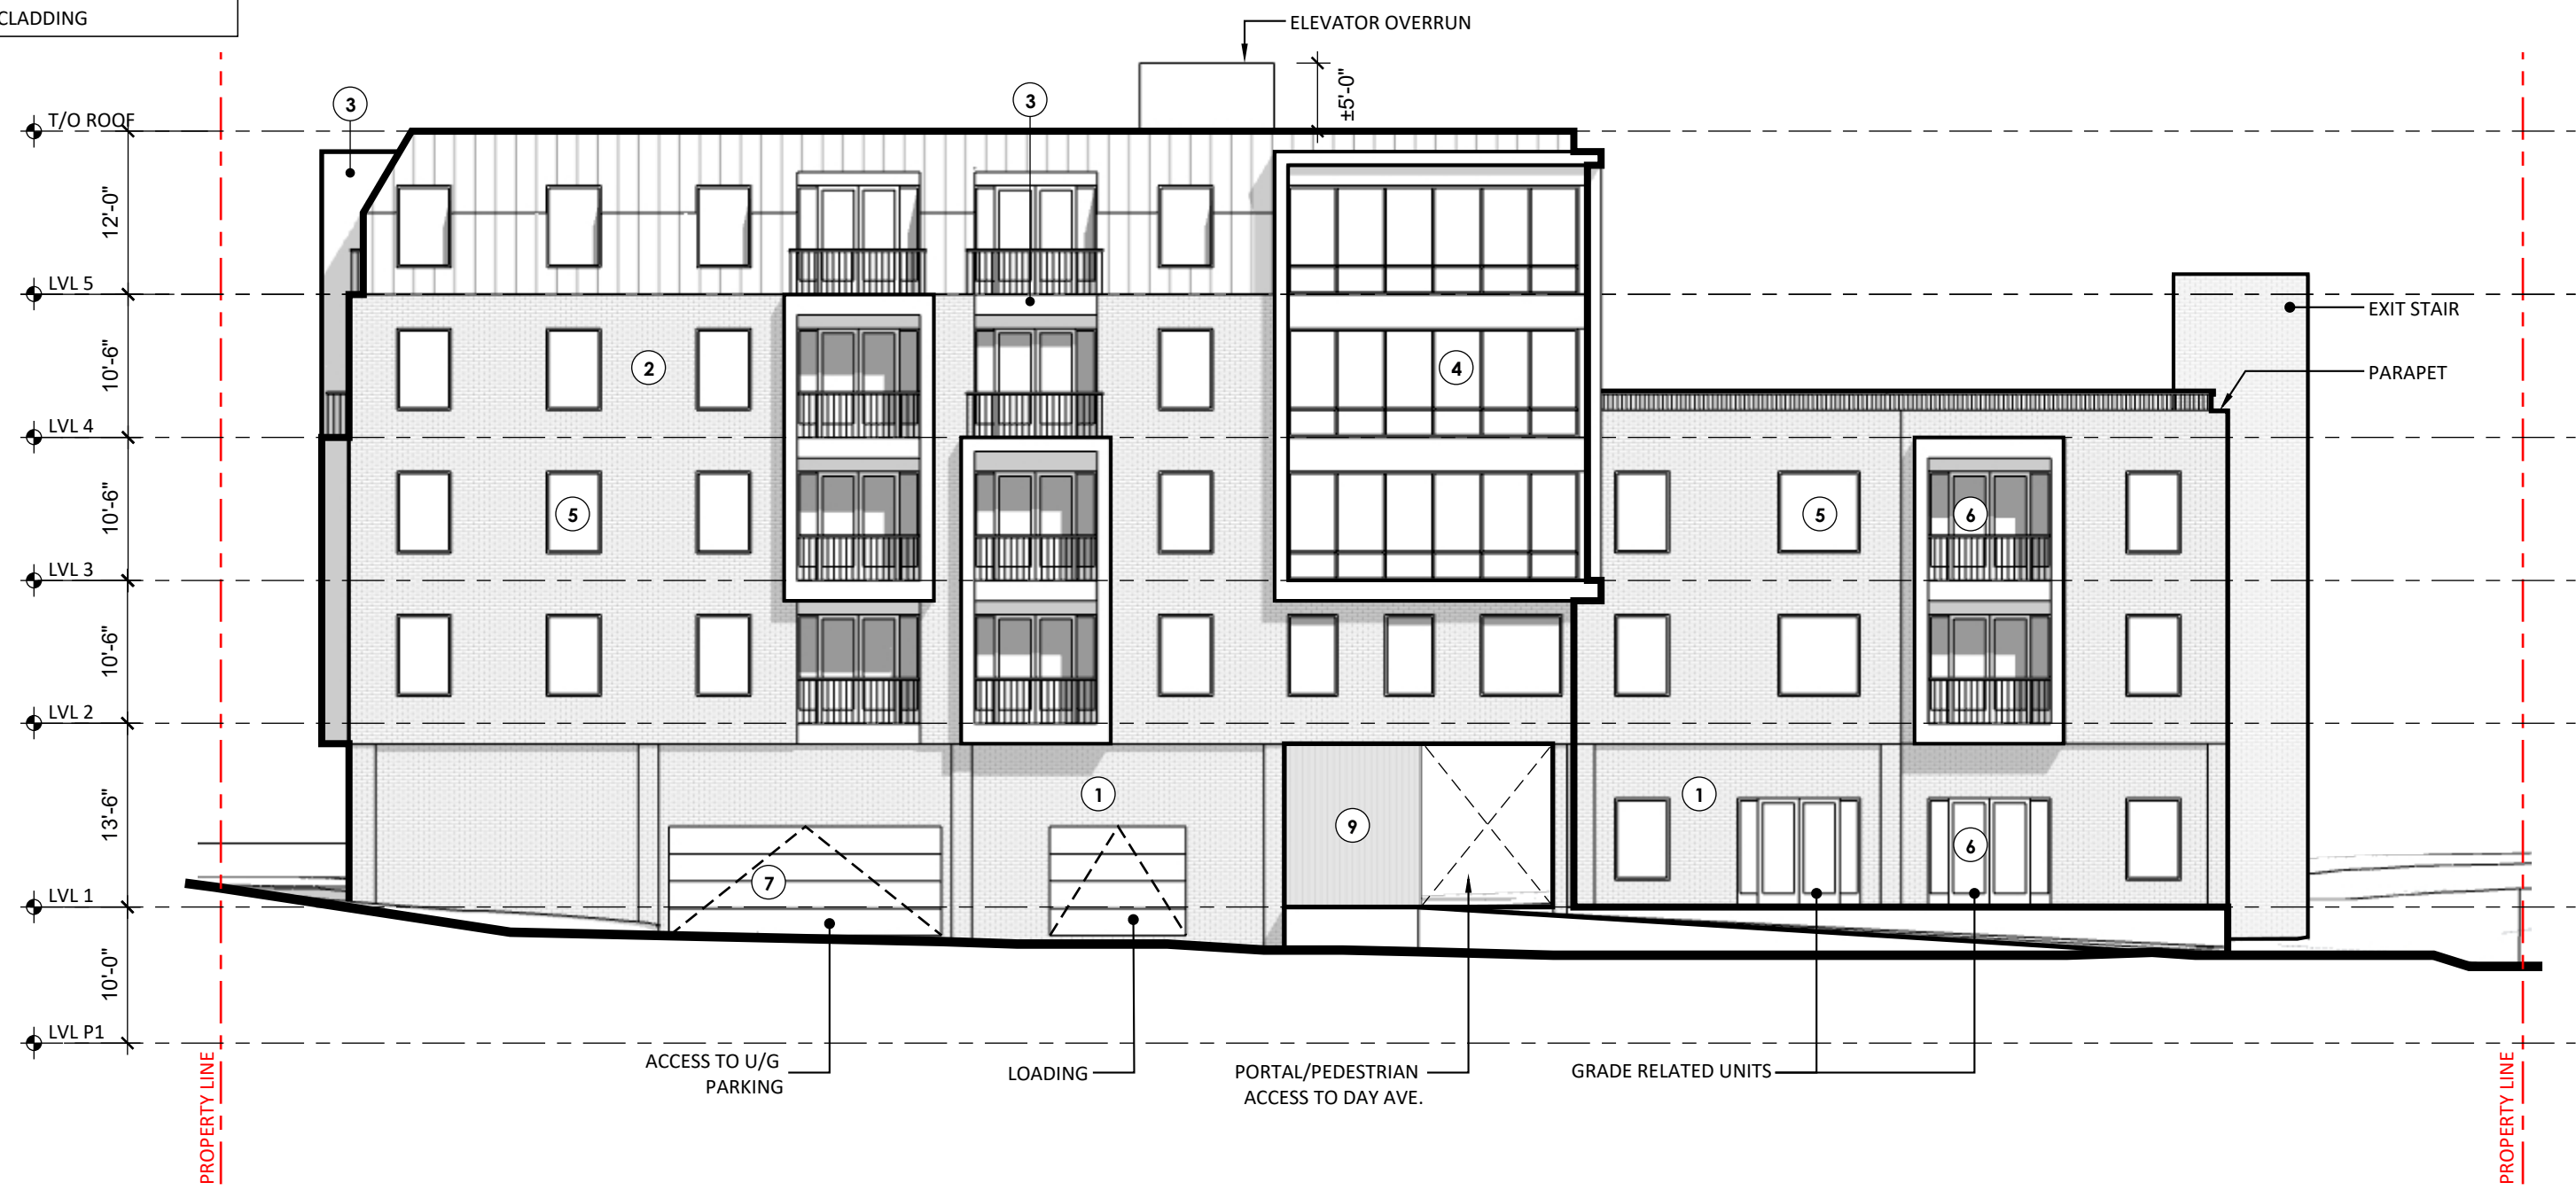 CLADDING
ELEVATOR OVERRUN
±5'-0"
3
3
T/O ROOF
12'-0"
LVL 5
EXIT STAIR
10'-6"
2
4
PARAPET
LVL 4
10'-6"
5
5
6
LVL 3
10'-6"
LVL 2
13'-6"
1
1
9
6
7
LVL 1
10'-0"
LVL P1
ACCESS TO U/G
PARKING
LOADING
PORTAL/PEDESTRIAN
ACCESS TO DAY AVE.
GRADE RELATED UNITS
PROPERTY LINE
PROPERTY LINE